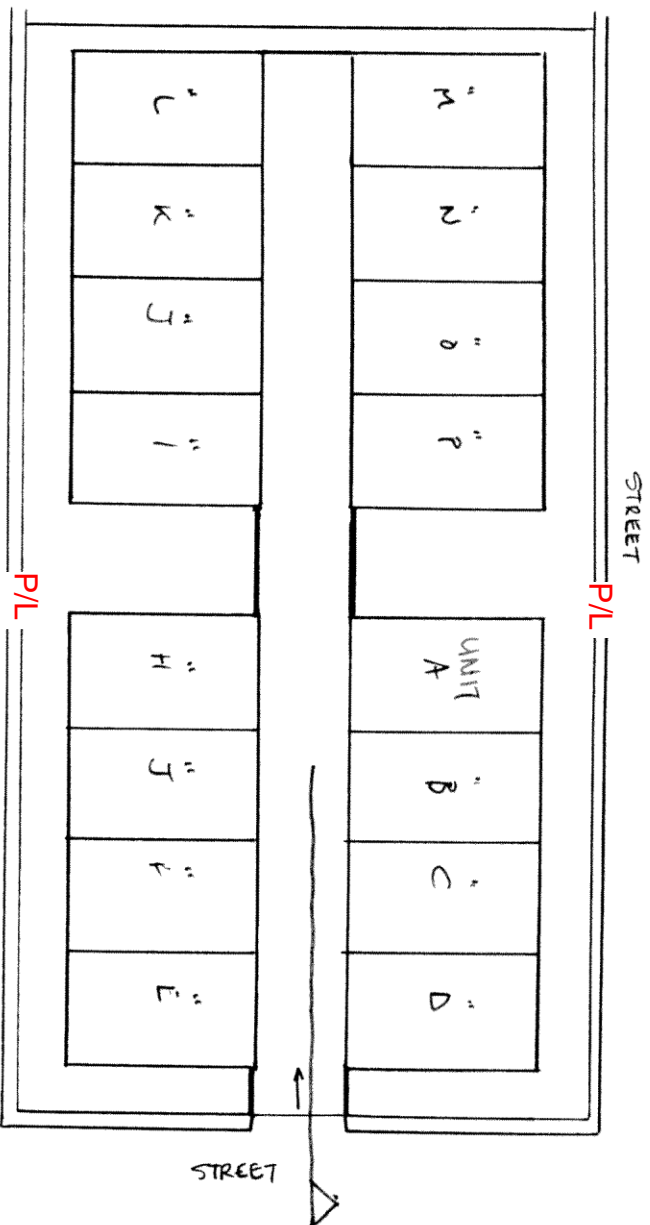 " L
" M
" K
" N
" J
" O
" I
" P
STREET
P/L
P/L
" H
UNIT
A
" J
" B
" F
" C
" E
" D
STREET